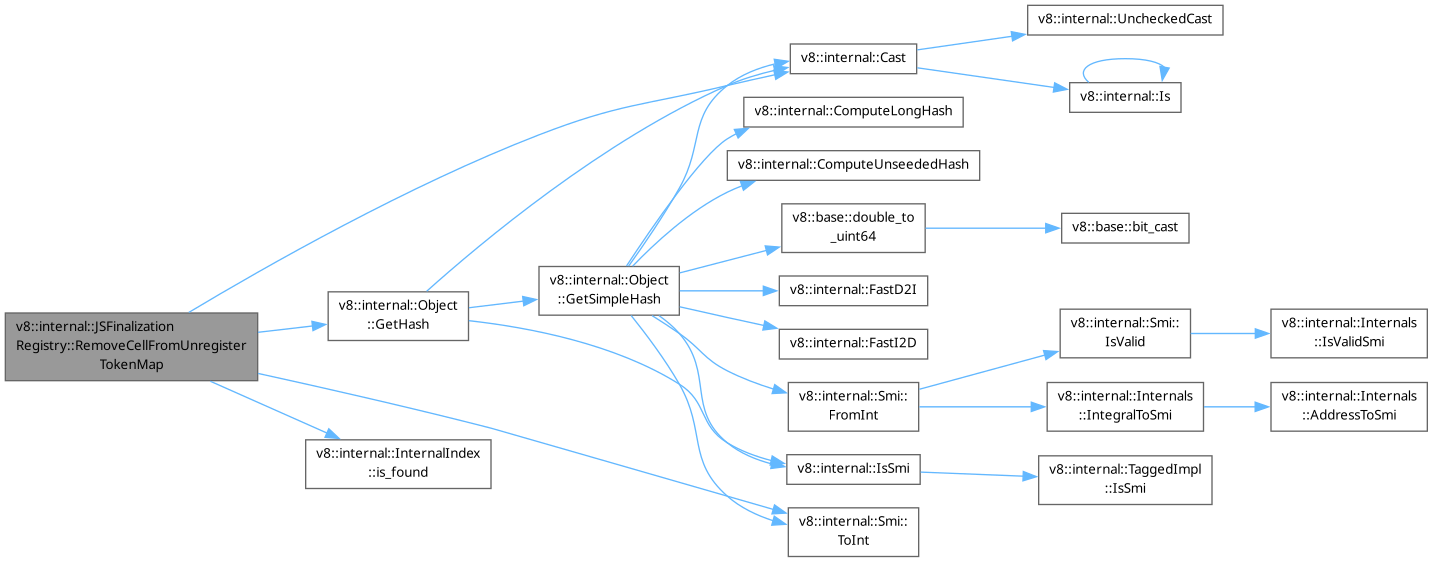 v8::internal::JSFinalization
Registry::RemoveCellFromUnregister
TokenMap
v8::internal::Object
::GetHash
v8::internal::InternalIndex
::is_found
v8::internal::Object
::GetSimpleHash
v8::internal::Cast
v8::internal::ComputeLongHash
v8::internal::ComputeUnseededHash
v8::base::double_to
_uint64
v8::internal::FastD2I
v8::internal::FastI2D
v8::internal::Smi::
FromInt
v8::internal::IsSmi
v8::internal::Smi::
ToInt
v8::internal::UncheckedCast
v8::internal::Is
v8::base::bit_cast
v8::internal::Smi::
IsValid
v8::internal::Internals
::IntegralToSmi
v8::internal::TaggedImpl
::IsSmi
v8::internal::Internals
::IsValidSmi
v8::internal::Internals
::AddressToSmi